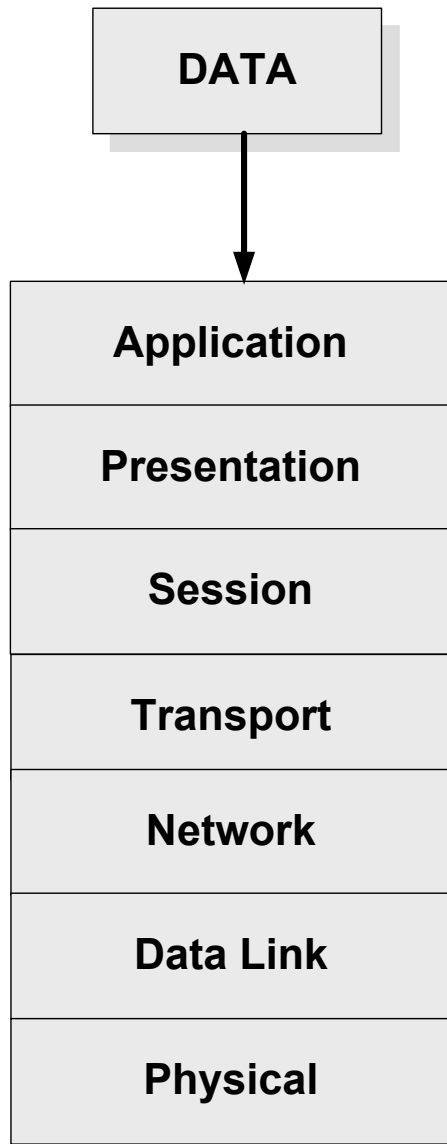 DATA
Application
Presentation
Session
Transport
Network
Data Link
Physical